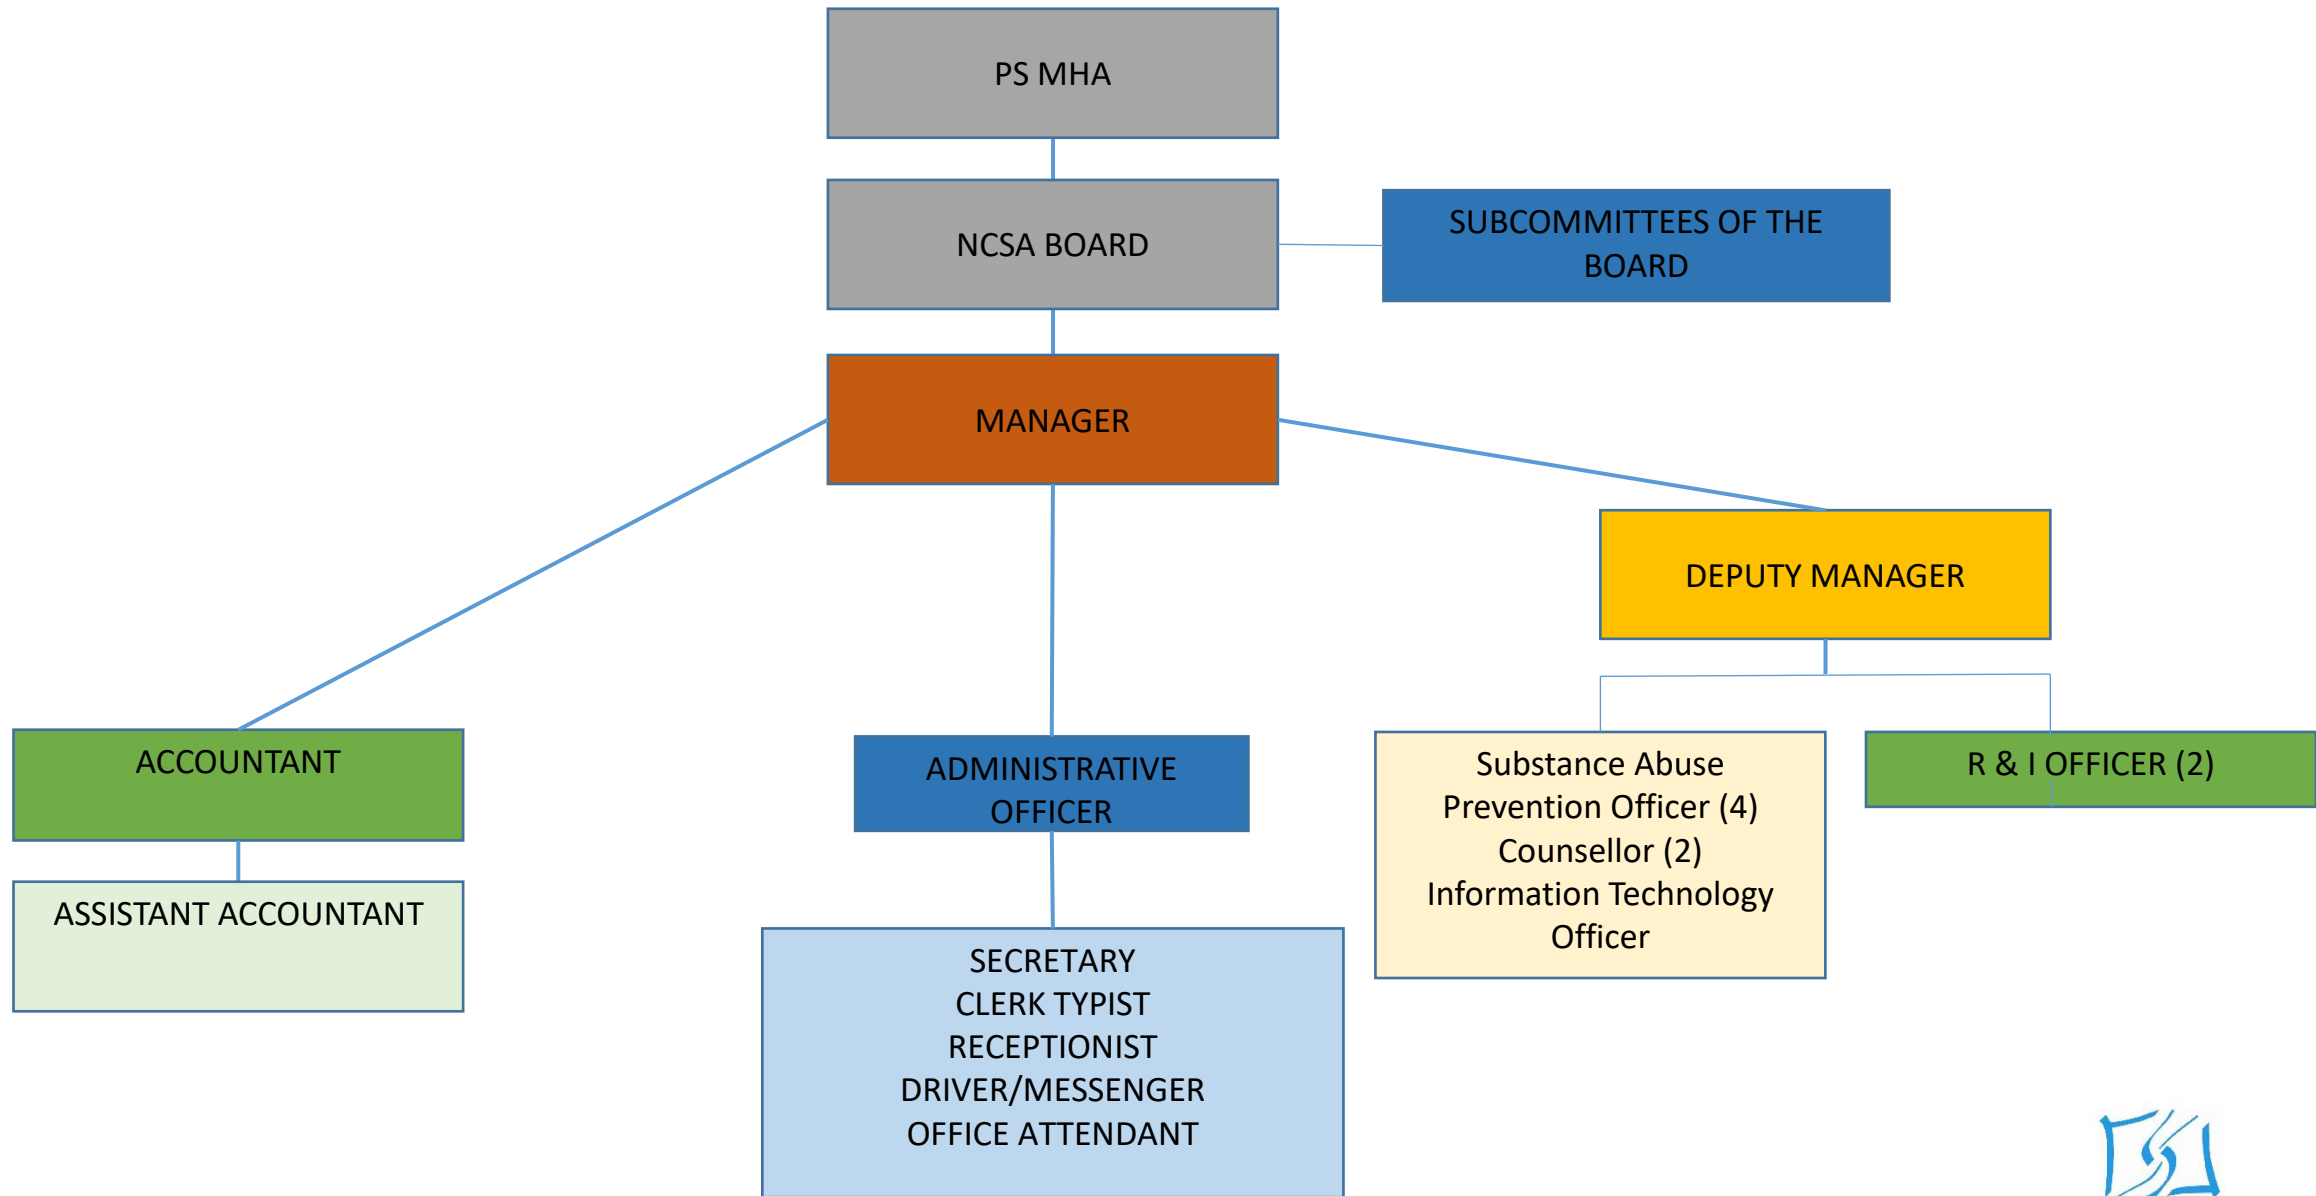 PS MHA
NCSA BOARD
SUBCOMMITTEES OF THE
BOARD
MANAGER
DEPUTY MANAGER
ACCOUNTANT
ADMINISTRATIVE
OFFICER
Substance Abuse
Prevention Officer (4)
Counsellor (2)
Information Technology
Officer
R & I OFFICER (2)
ASSISTANT ACCOUNTANT
SECRETARY
CLERK TYPIST
RECEPTIONIST
DRIVER/MESSENGER
OFFICE ATTENDANT